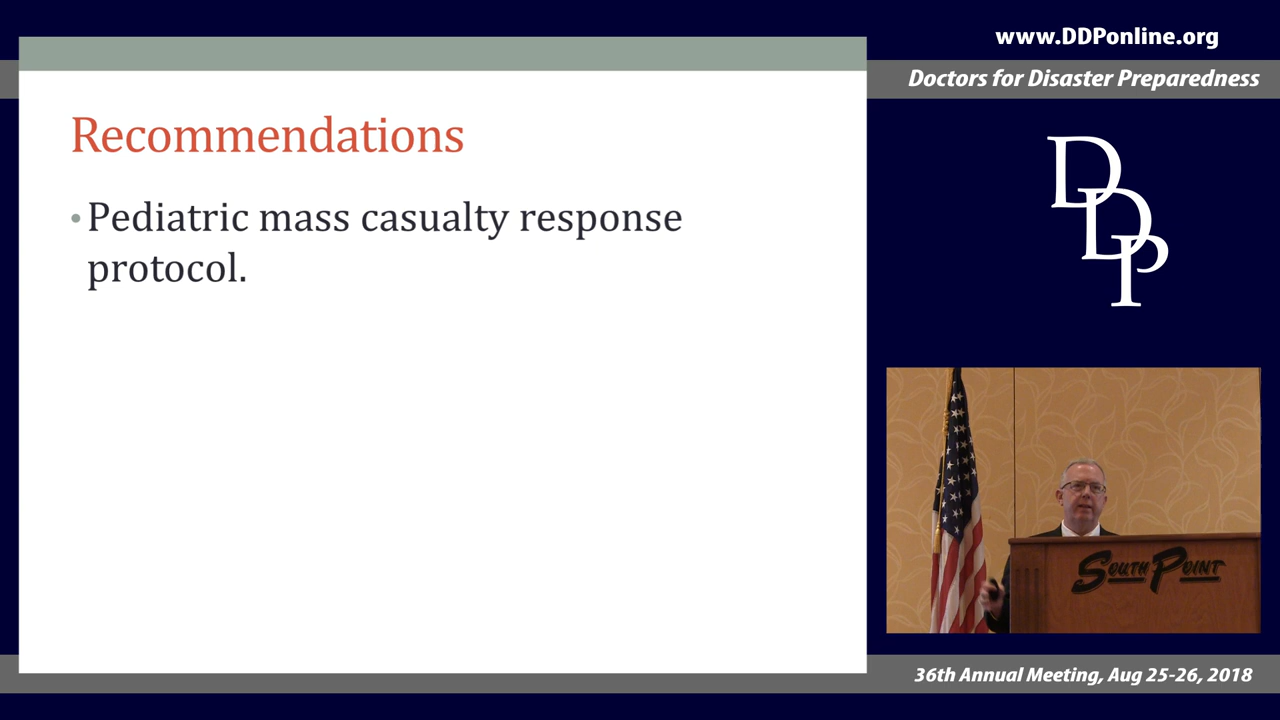 www.DDPonline.org
Doctors for Disaster Preparedness
Recommendations
• Pediatric mass casualty response
protocol.
DDP
SOUTH POINT
36th Annual Meeting, Aug 25-26, 2018